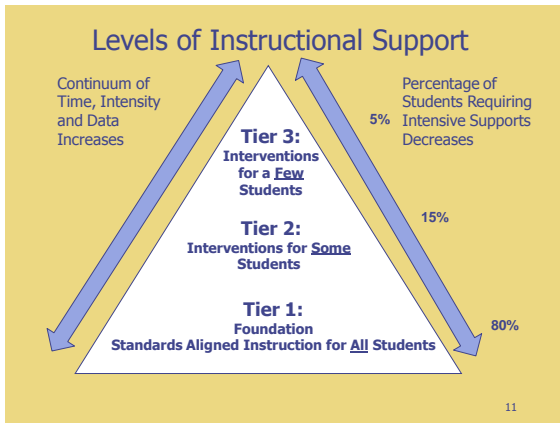 Levels of Instructional Support
Continuum of
Time, Intensity
and Data
Increases
Percentage of
Students Requiring
Intensive Supports
Decreases
5%
Tier 3:
Interventions
for a Few
Students
15%
Tier 2:
Interventions for Some
Students
Tier 1:
Foundation
Standards Aligned Instruction for All Students
80%
11